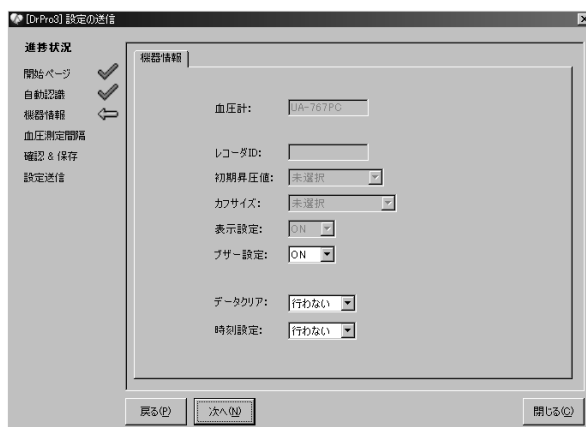 [DrPro3] 設定の送信
進捗状況
開始ページ
自動認識
機器情報
血圧測定間隔
確認 & 保存
設定送信
機器情報
血圧計: UA-767PC
レコーダID:
初期昇圧値: 未選択
カフサイズ: 未選択
表示設定: ON
ブザー設定: ON
データクリア: 行わない
時刻設定: 行わない
戻る(P) 次へ(N) 閉じる(C)